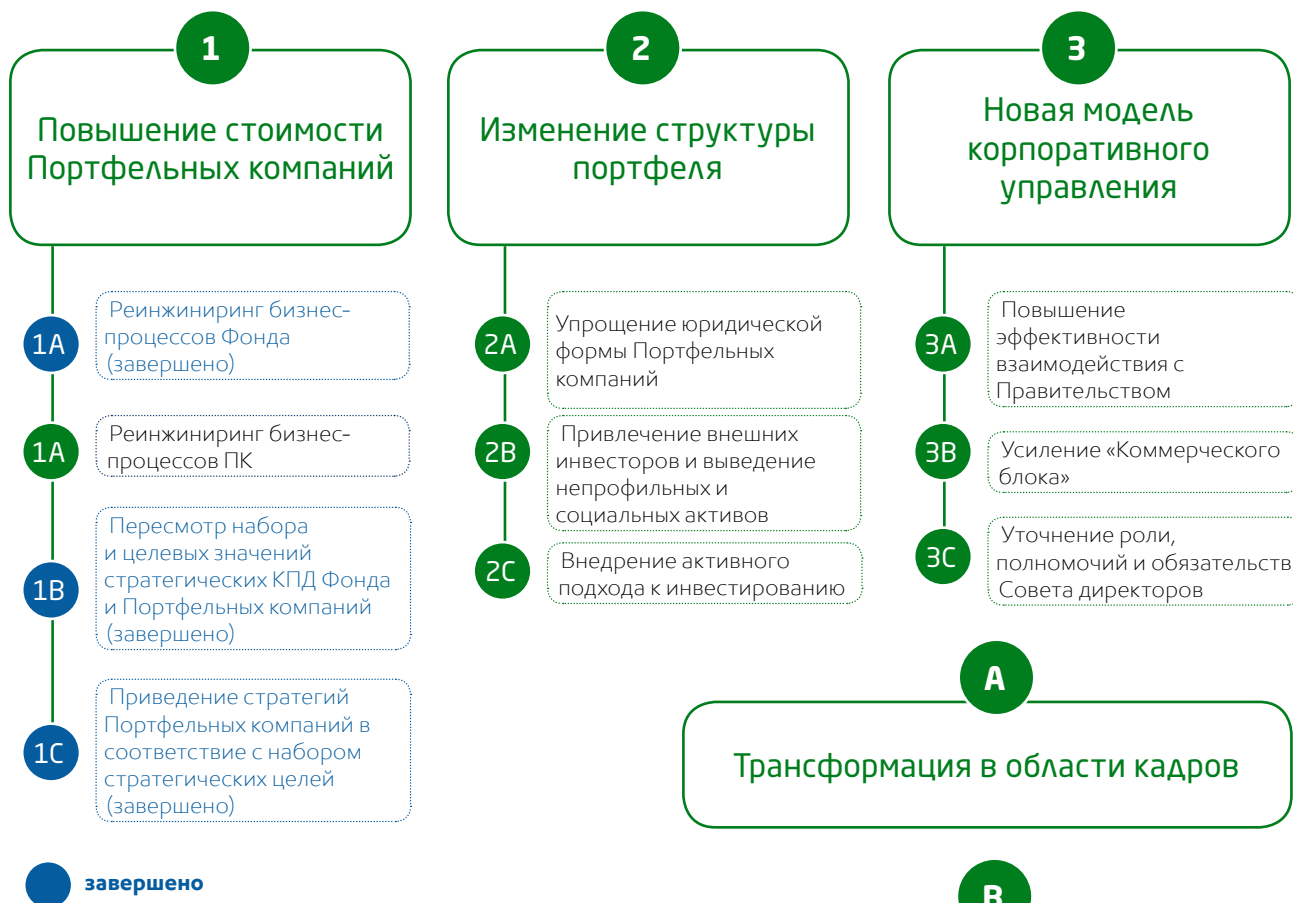 1
Повышение стоимости
Портфельных компаний
1A
Реинжиниринг бизнес-
процессов Фонда
(завершено)
1A
Реинжиниринг бизнес-
процессов ПК
1B
Пересмотр набора
и целевых значений
стратегических КПД Фонда
и Портфельных компаний
(завершено)
1C
Приведение стратегий
Портфельных компаний в
соответствие с набором
стратегических целей
(завершено)
завершено
2
Изменение структуры
портфеля
2A
Упрощение юридической
формы Портфельных
компаний
2B
Привлечение внешних
инвесторов и выведение
непрофильных и
социальных активов
2C
Внедрение активного
подхода к инвестированию
3
Новая модель
корпоративного
управления
3A
Повышение
эффективности
взаимодействия с
Правительством
3B
Усиление «Коммерческого
блока»
3C
Уточнение роли,
полномочий и обязательств
Совета директоров
A
Трансформация в области кадров
B